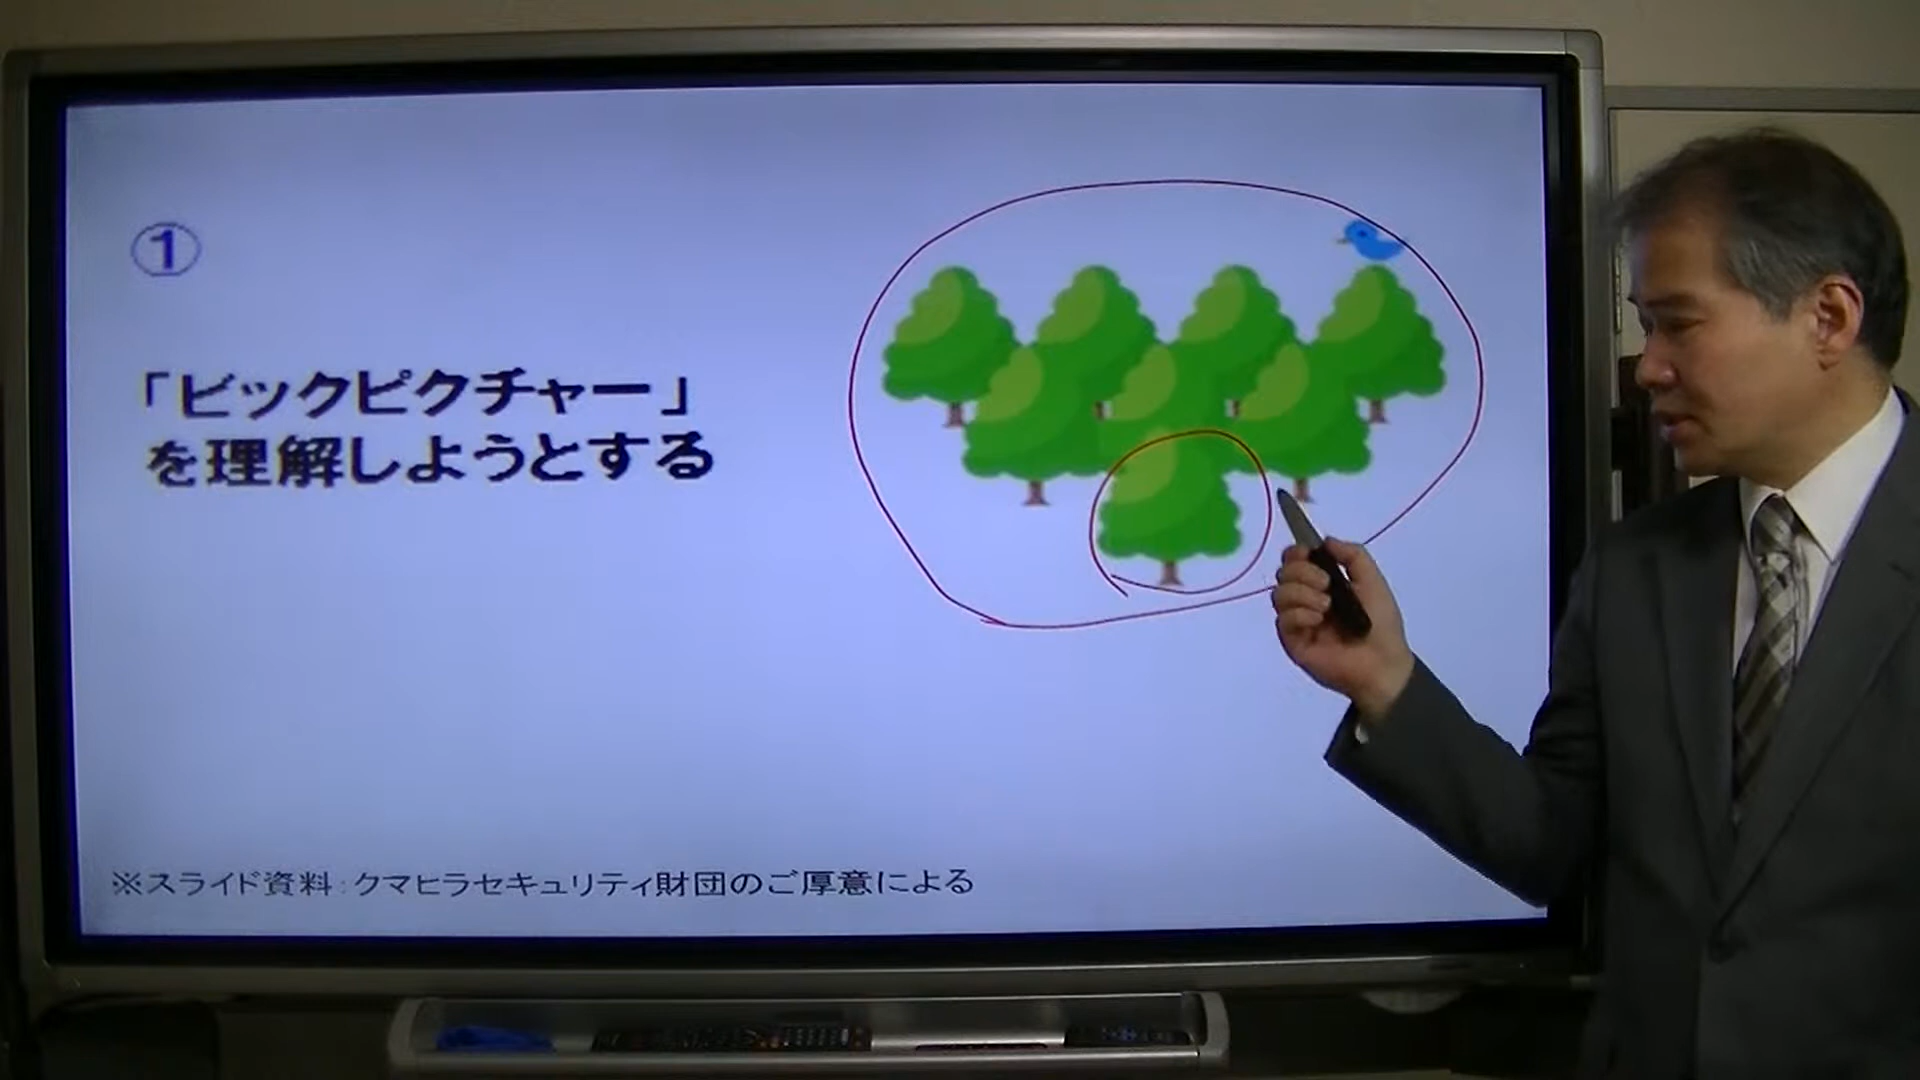 ①
「ビックピクチャー」
を理解しようとする
※スライド資料:クマヒラセキュリティ財団のご厚意による